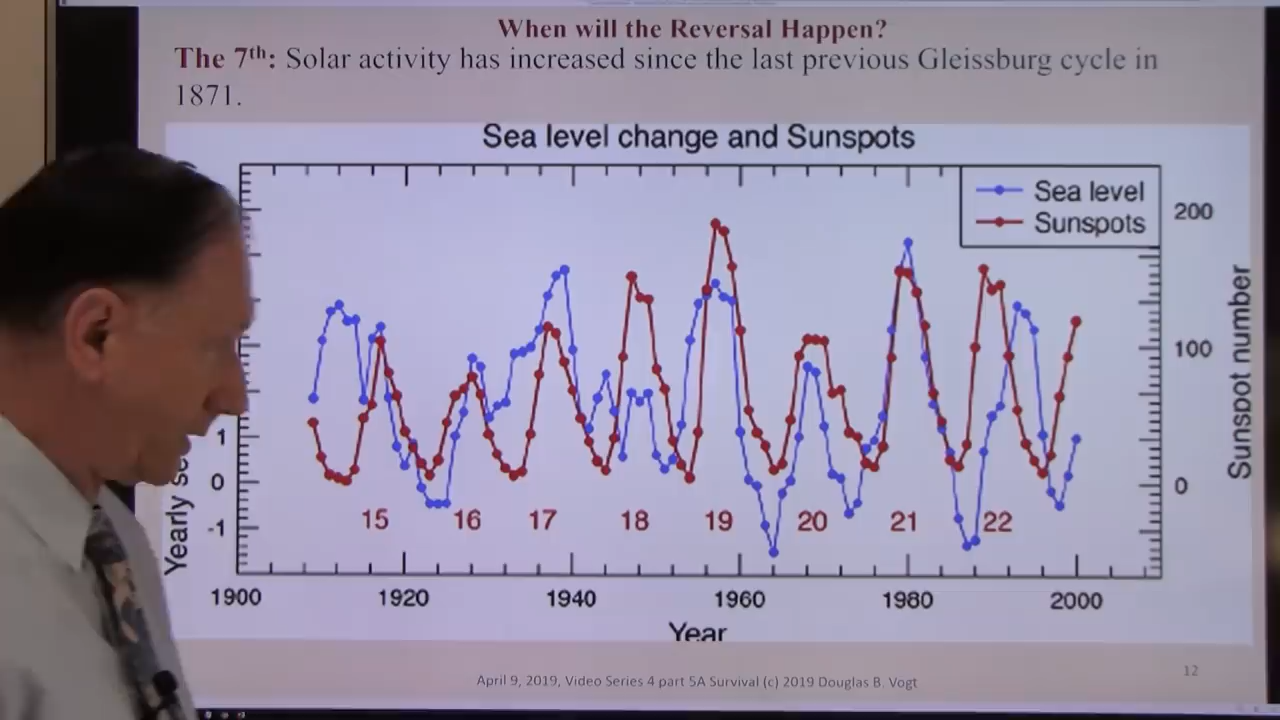 When will the Reversal Happen?
The 7th: Solar activity has increased since the last previous Gleissburg cycle in
1871.
Sea level change and Sunspots
Sea level
Sunspots
200
100
0
Sunspot number
1
0
-1
Yearly
15 16 17 18 19 20 21 22
1900 1920 1940 1960 1980 2000
Year
April 9, 2019, Video Series 4 part 5A Survival (c) 2019 Douglas B. Vogt
12